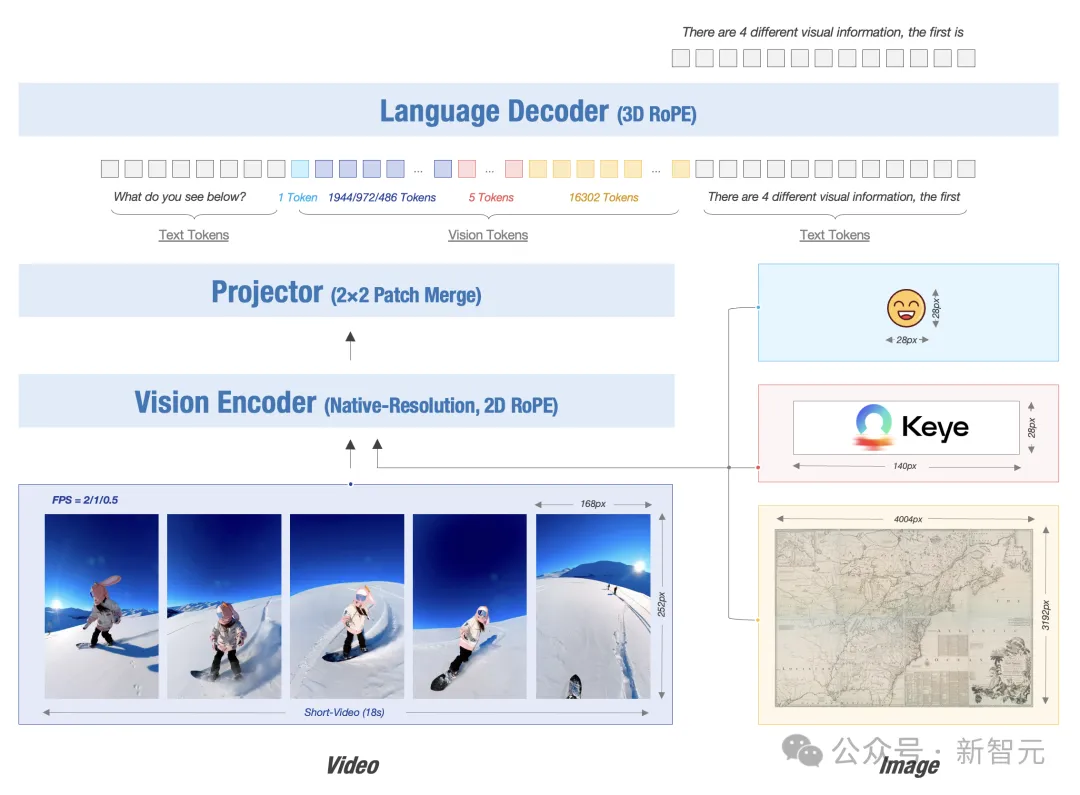 There are 4 different visual information, the first is
Language Decoder (3D RoPE)
... ... ...
What do you see below? 1 Token 1944/972/486 Tokens 5 Tokens 16302 Tokens There are 4 different visual information, the first
Text Tokens Vision Tokens Text Tokens
Projector (2×2 Patch Merge)
28px
28px
Vision Encoder (Native-Resolution, 2D RoPE)
Keye
28px
140px
FPS = 2/1/0.5
168px
252px
Short-Video (18s)
4004px
3192px
Video
Image
公众号 · 新智元